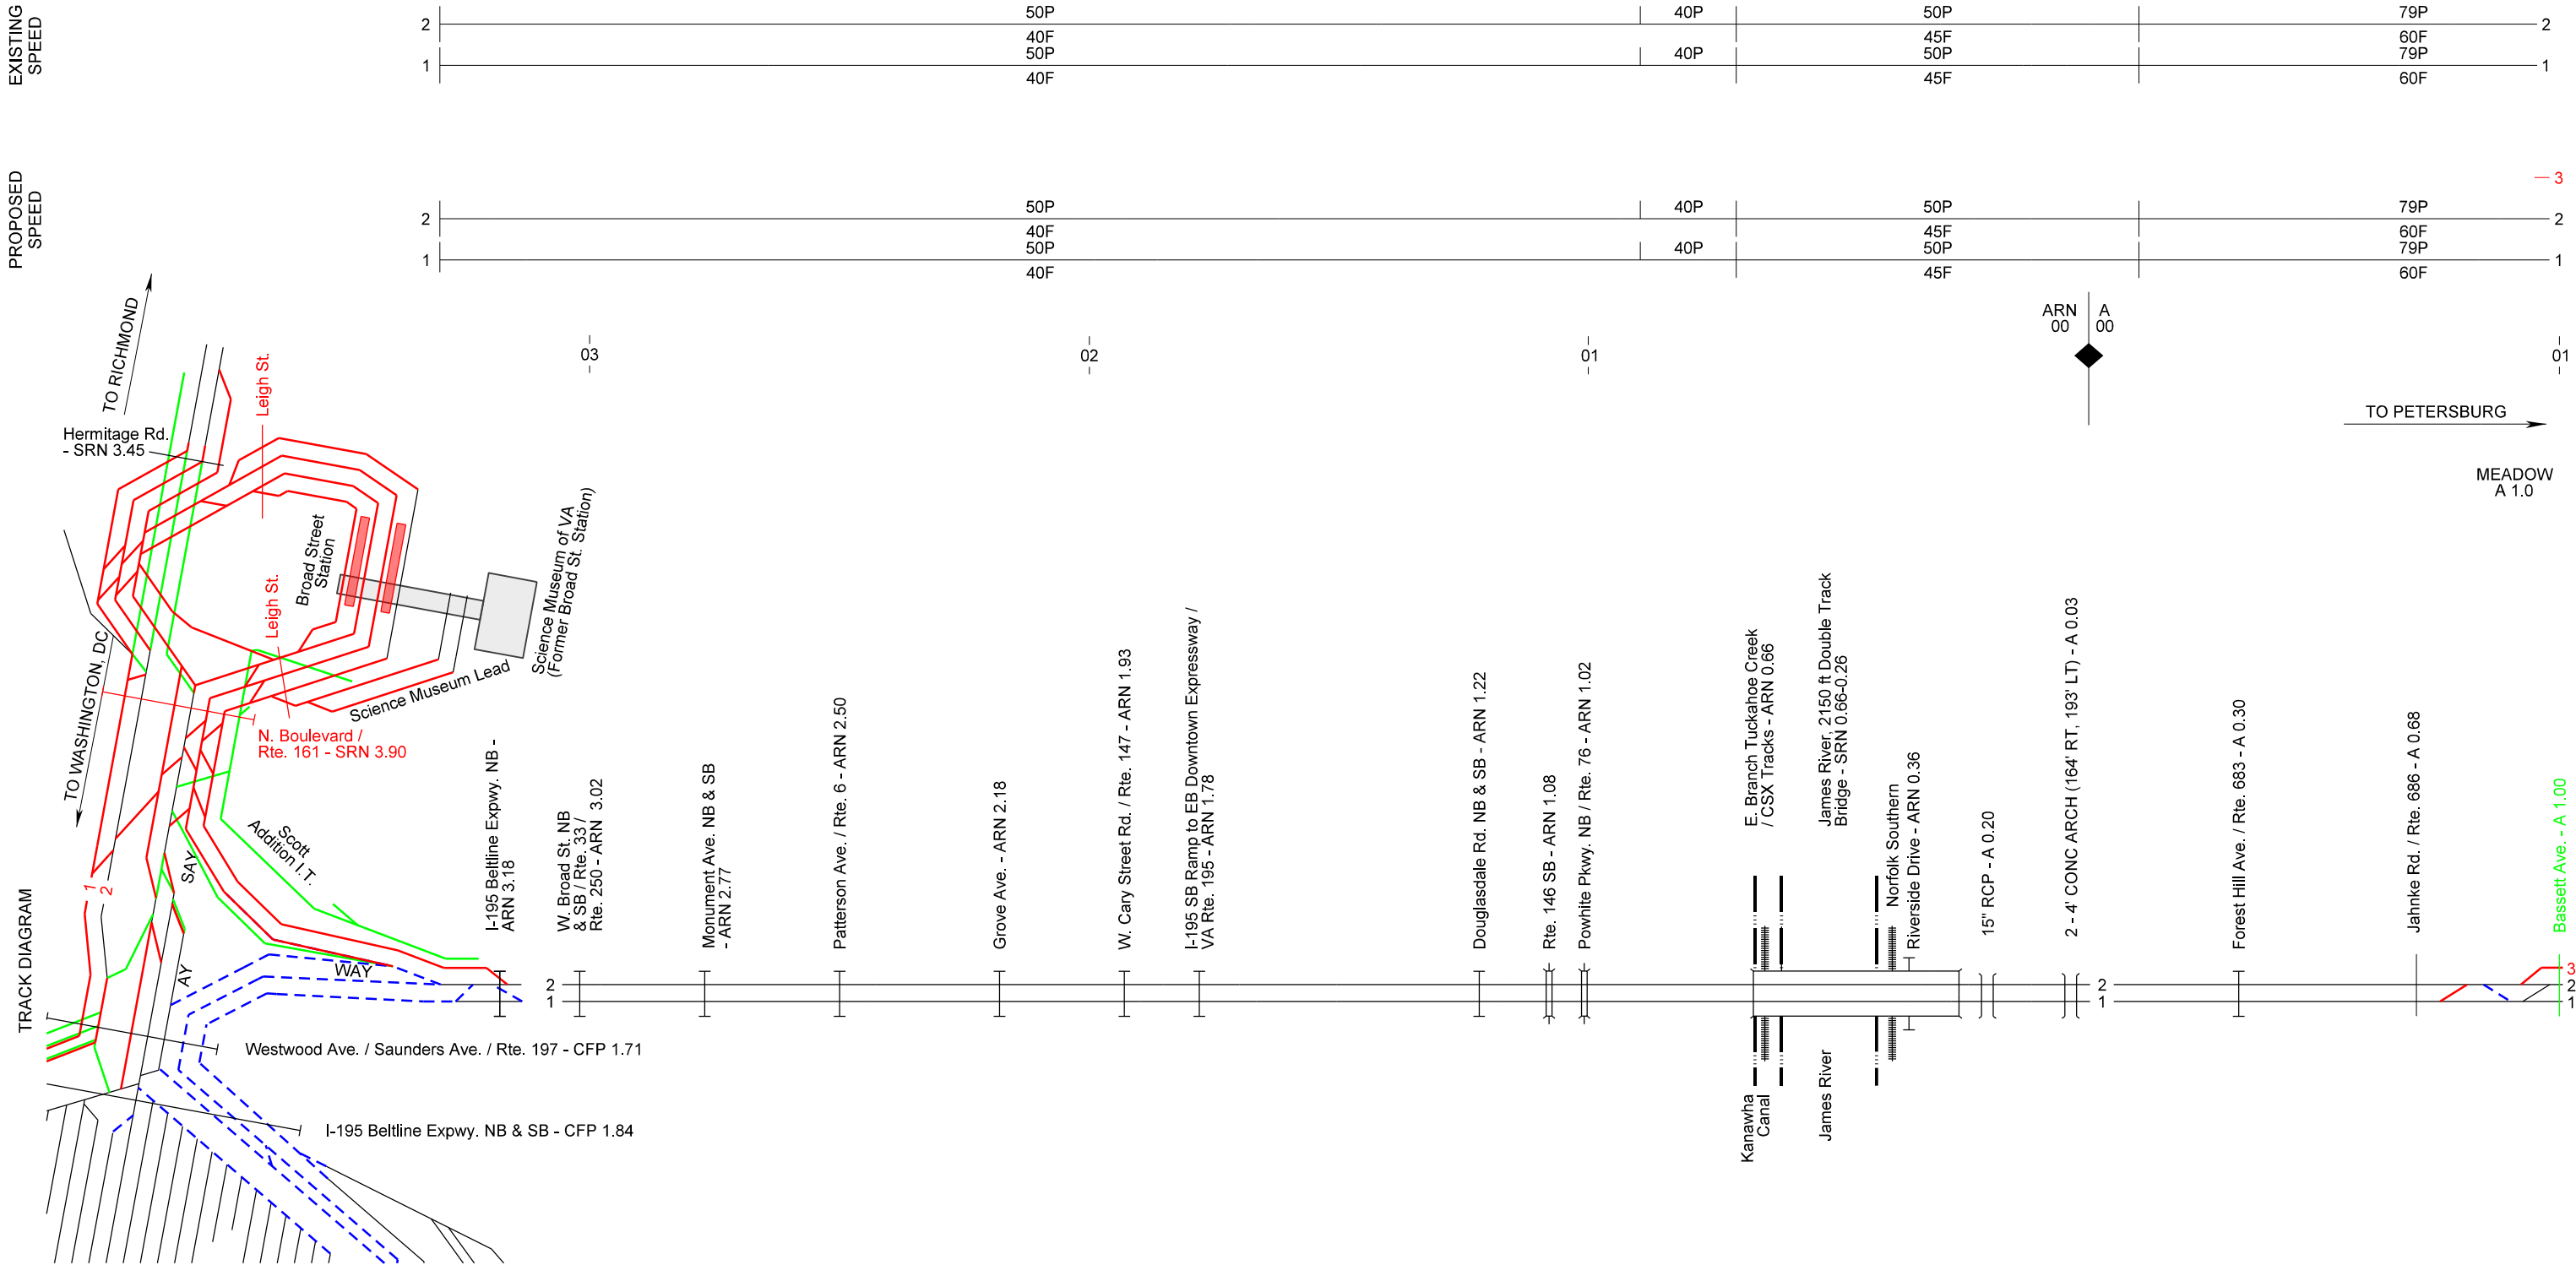 EXISTING
SPEED
50P
40P
50P
79P
2
2
40F
45F
60F
50P
40P
50P
79P
1
1
40F
45F
60F
PROPOSED
SPEED
3
50P
40P
50P
79P
2
2
40F
45F
60F
50P
40P
50P
79P
1
1
40F
45F
60F
TO RICHMOND
ARN
00
A
00
03
02
01
01
TO PETERSBURG
MEADOW
A 1.0
Hermitage Rd.
- SRN 3.45
Leigh St.
Broad Street
Station
Science Museum of VA
(Former Broad St. Station)
Leigh St.
Science Museum Lead
TO WASHINGTON, DC
N. Boulevard /
Rte. 161 - SRN 3.90
Scott
Addition I.T.
SAY
1
2
AY
WAY
TRACK DIAGRAM
I-195 Beltline Expwy. NB -
ARN 3.18
W. Broad St. NB
& SB / Rte. 33 /
Rte. 250 - ARN 3.02
Monument Ave. NB & SB
- ARN 2.77
Patterson Ave. / Rte. 6 - ARN 2.50
Grove Ave. - ARN 2.18
W. Cary Street Rd. / Rte. 147 - ARN 1.93
I-195 SB Ramp to EB Downtown Expressway /
VA Rte. 195 - ARN 1.78
Douglasdale Rd. NB & SB - ARN 1.22
Rte. 146 SB - ARN 1.08
Powhite Pkwy. NB / Rte. 76 - ARN 1.02
E. Branch Tuckahoe Creek
/ CSX Tracks - ARN 0.66
James River, 2150 ft Double Track
Bridge - SRN 0.66-0.26
Norfolk Southern
Riverside Drive - ARN 0.36
15" RCP - A 0.20
2 - 4' CONC ARCH (164' RT, 193' LT) - A 0.03
Forest Hill Ave. / Rte. 683 - A 0.30
Jahnke Rd. / Rte. 686 - A 0.68
Bassett Ave. - A 1.00
2
1
2
1
3
2
1
Kanawha
Canal
James River
Westwood Ave. / Saunders Ave. / Rte. 197 - CFP 1.71
I-195 Beltline Expwy. NB & SB - CFP 1.84